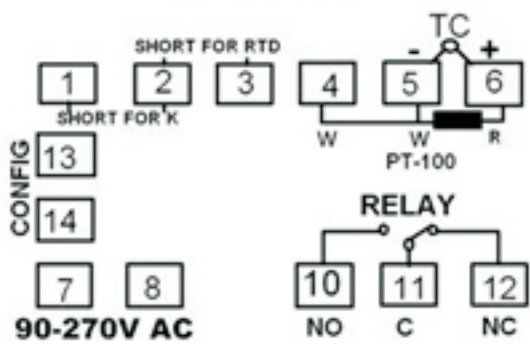 TC
SHORT FOR RTD
- +
1 2 3 4 5 6
SHORT FOR K
W W R
PT-100
CONFIG
13
14
RELAY
7 8 10 11 12
90-270V AC NO C NC